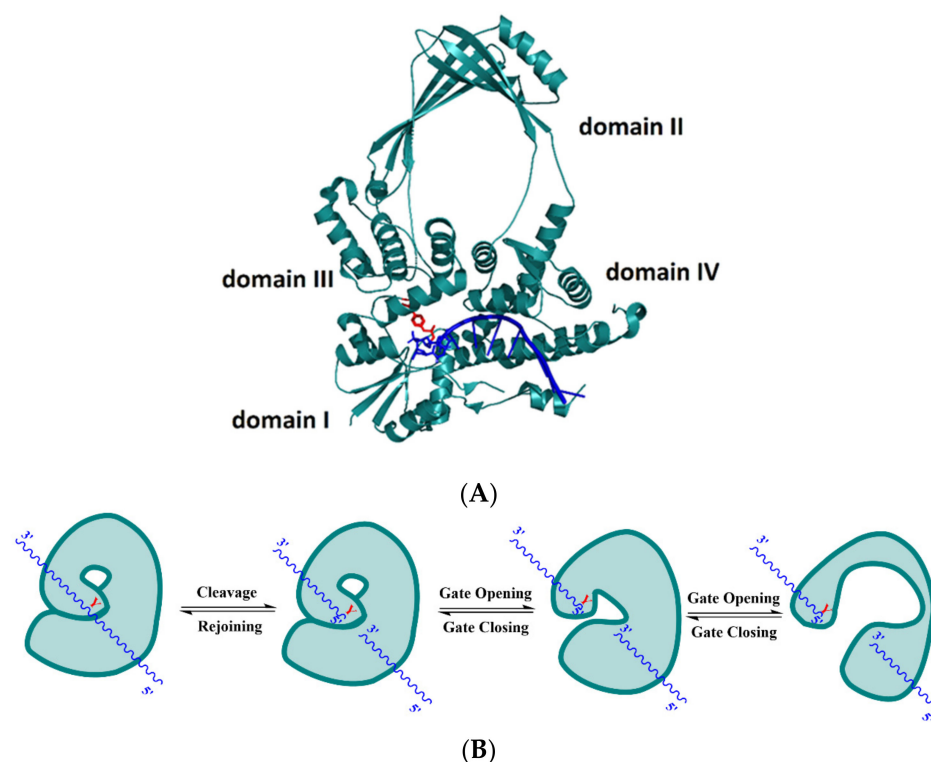 domain II
domain III
domain IV
domain I
(A)
3'
Y
5'
Cleavage
Rejoining
3'
Y
5'
3'
5'
Gate Opening
Gate Closing
3'
Y
5'
3'
5'
Gate Opening
Gate Closing
3'
Y
5'
3'
5'
(B)